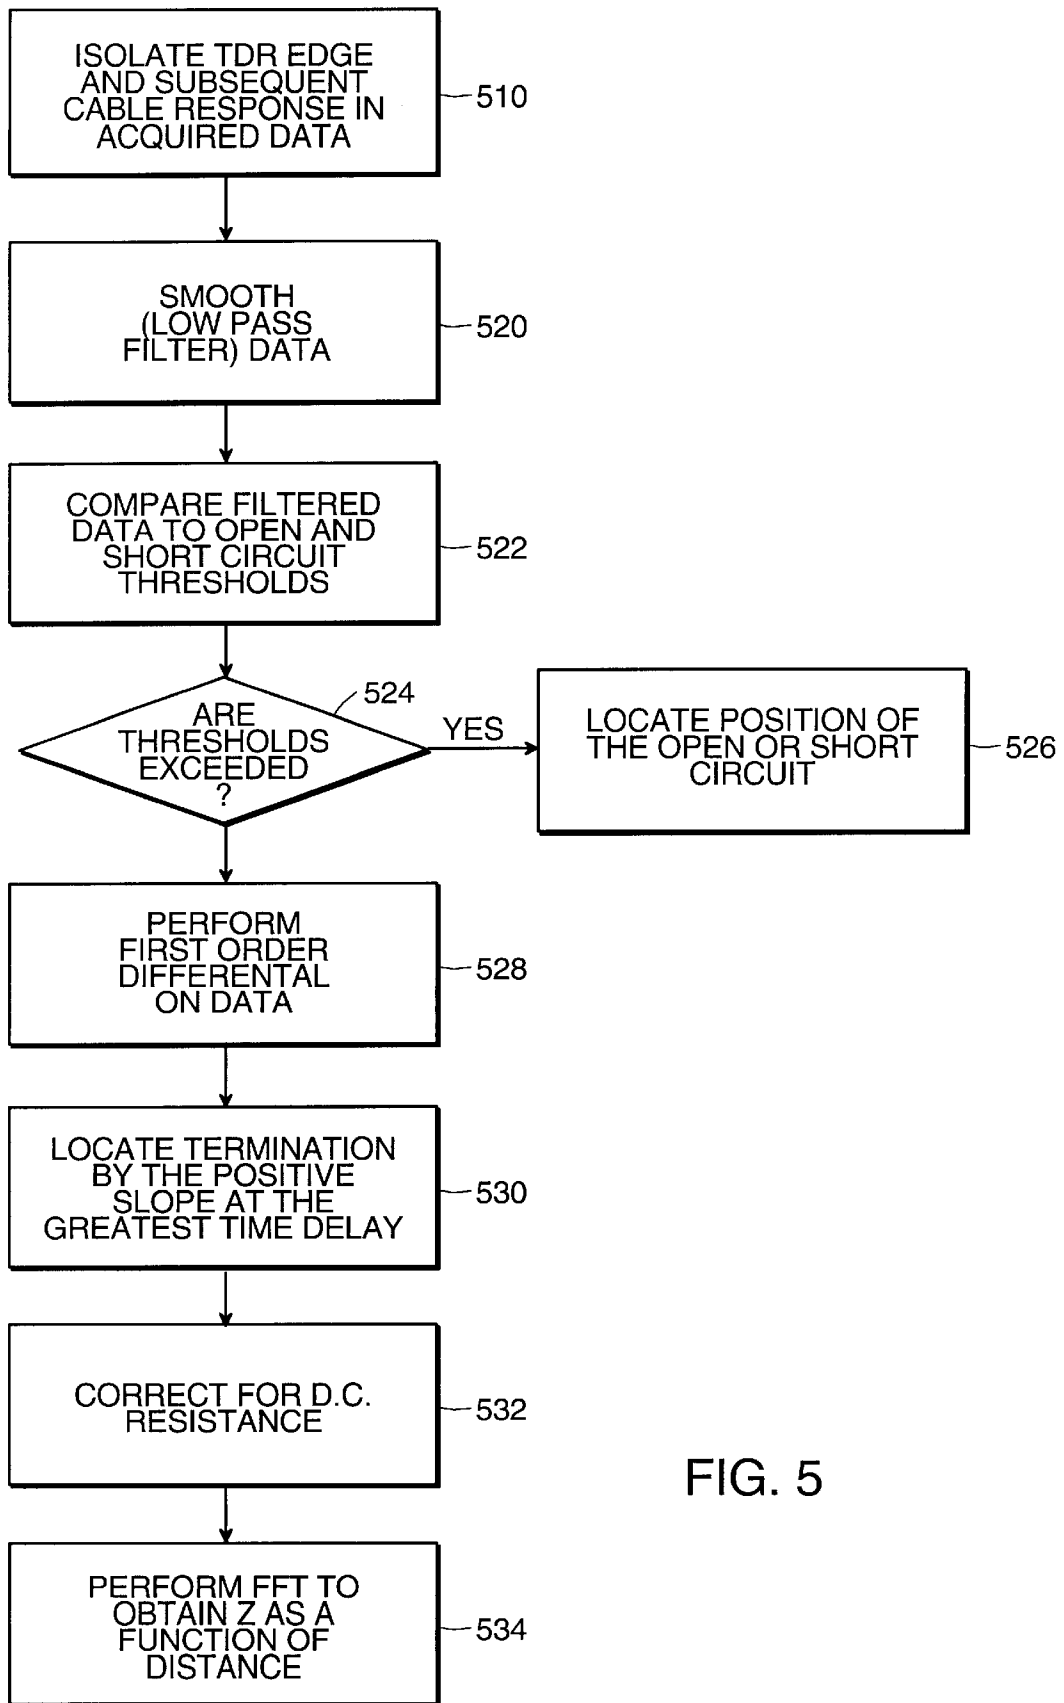 ISOLATE TDR EDGE
AND SUBSEQUENT
CABLE RESPONSE IN
ACQUIRED DATA
510
SMOOTH
(LOW PASS
FILTER) DATA
520
COMPARE FILTERED
DATA TO OPEN AND
SHORT CIRCUIT
THRESHOLDS
522
ARE
THRESHOLDS
EXCEEDED
?
524
YES
LOCATE POSITION OF
THE OPEN OR SHORT
CIRCUIT
526
PERFORM
FIRST ORDER
DIFFERENTAL
ON DATA
528
LOCATE TERMINATION
BY THE POSITIVE
SLOPE AT THE
GREATEST TIME DELAY
530
CORRECT FOR D.C.
RESISTANCE
532
FIG. 5
PERFORM FFT TO
OBTAIN Z AS A
FUNCTION OF
DISTANCE
534